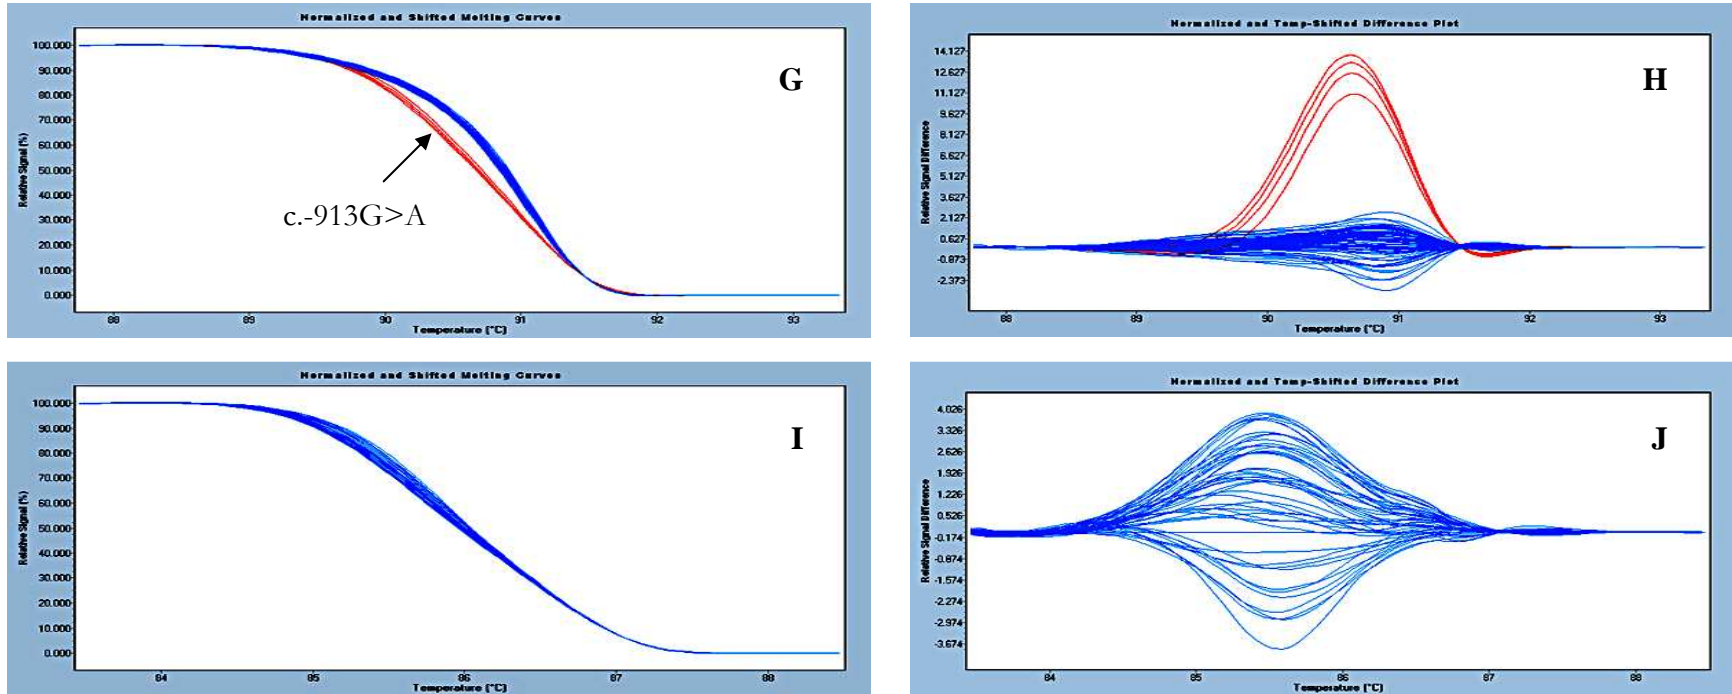 Normalized and Shifted Melting Curves
Relative Signal (%)
100.000
90.000
80.000
70.000
60.000
50.000
40.000
30.000
20.000
10.000
0.000
G
c.-913G>A
88 89 90 91 92 93
Temperature (°C)
Normalized and Temp-Shifted Difference Plot
Relative Signal Difference
14.127
12.627
11.127
9.627
8.127
6.627
5.127
3.627
2.127
0.627
-0.873
-2.373
H
88 89 90 91 92 93
Temperature (°C)
Normalized and Shifted Melting Curves
Relative Signal (%)
100.000
90.000
80.000
70.000
60.000
50.000
40.000
30.000
20.000
10.000
0.000
I
84 85 86 87 88
Temperature (°C)
Normalized and Temp-Shifted Difference Plot
Relative Signal Difference
4.026
3.326
2.626
1.926
1.226
0.526
-0.174
-0.874
-1.574
-2.274
-2.974
-3.674
J
84 85 86 87 88
Temperature (°C)